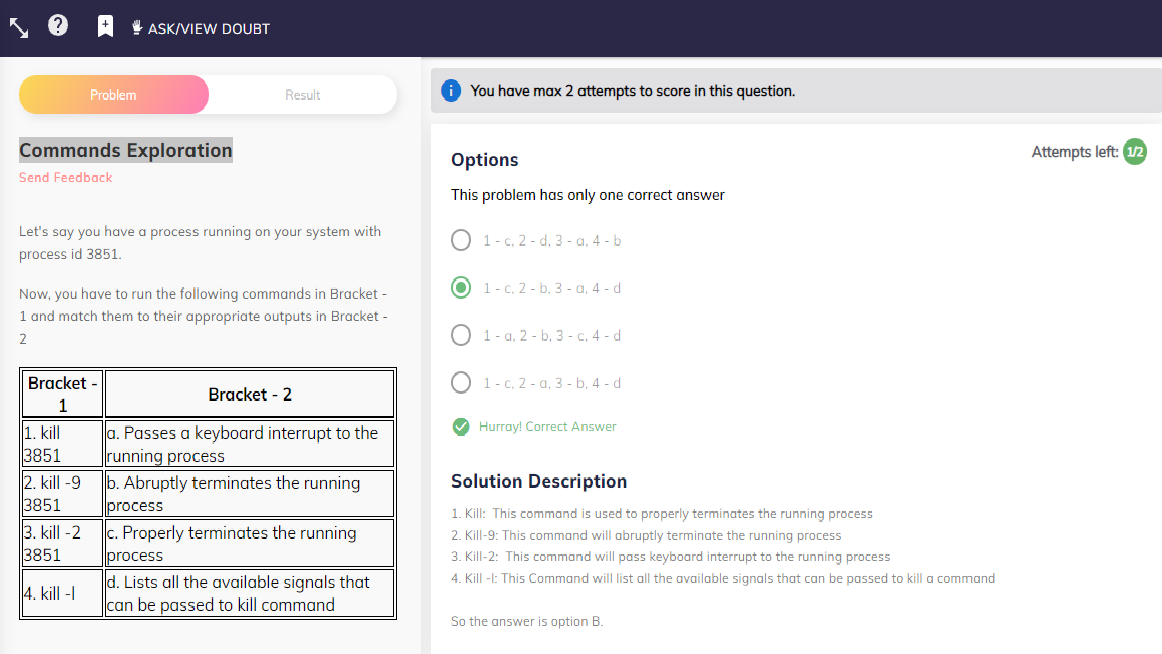 ASK/VIEW DOUBT
Problem
Result
Commands Exploration
Send Feedback
Let's say you have a process running on your system with
process id 3851.
Now, you have to run the following commands in Bracket -
1 and match them to their appropriate outputs in Bracket -
2
Bracket -
1
Bracket - 2
1. kill
3851
a. Passes a keyboard interrupt to the
running process
2. kill -9
3851
b. Abruptly terminates the running
process
3. kill -2
3851
c. Properly terminates the running
process
4. kill -l
d. Lists all the available signals that
can be passed to kill command
You have max 2 attempts to score in this question.
Options
Attempts left: 1/2
This problem has only one correct answer
1 - c, 2 - d, 3 - a, 4 - b
1 - c, 2 - b, 3 - a, 4 - d
1 - a, 2 - b, 3 - c, 4 - d
1 - c, 2 - a, 3 - b, 4 - d
Hurray! Correct Answer
Solution Description
1. Kill: This command is used to properly terminates the running process
2. Kill-9: This command will abruptly terminate the running process
3. Kill-2: This command will pass keyboard interrupt to the running process
4. Kill -l: This Command will list all the available signals that can be passed to kill a command
So the answer is option B.